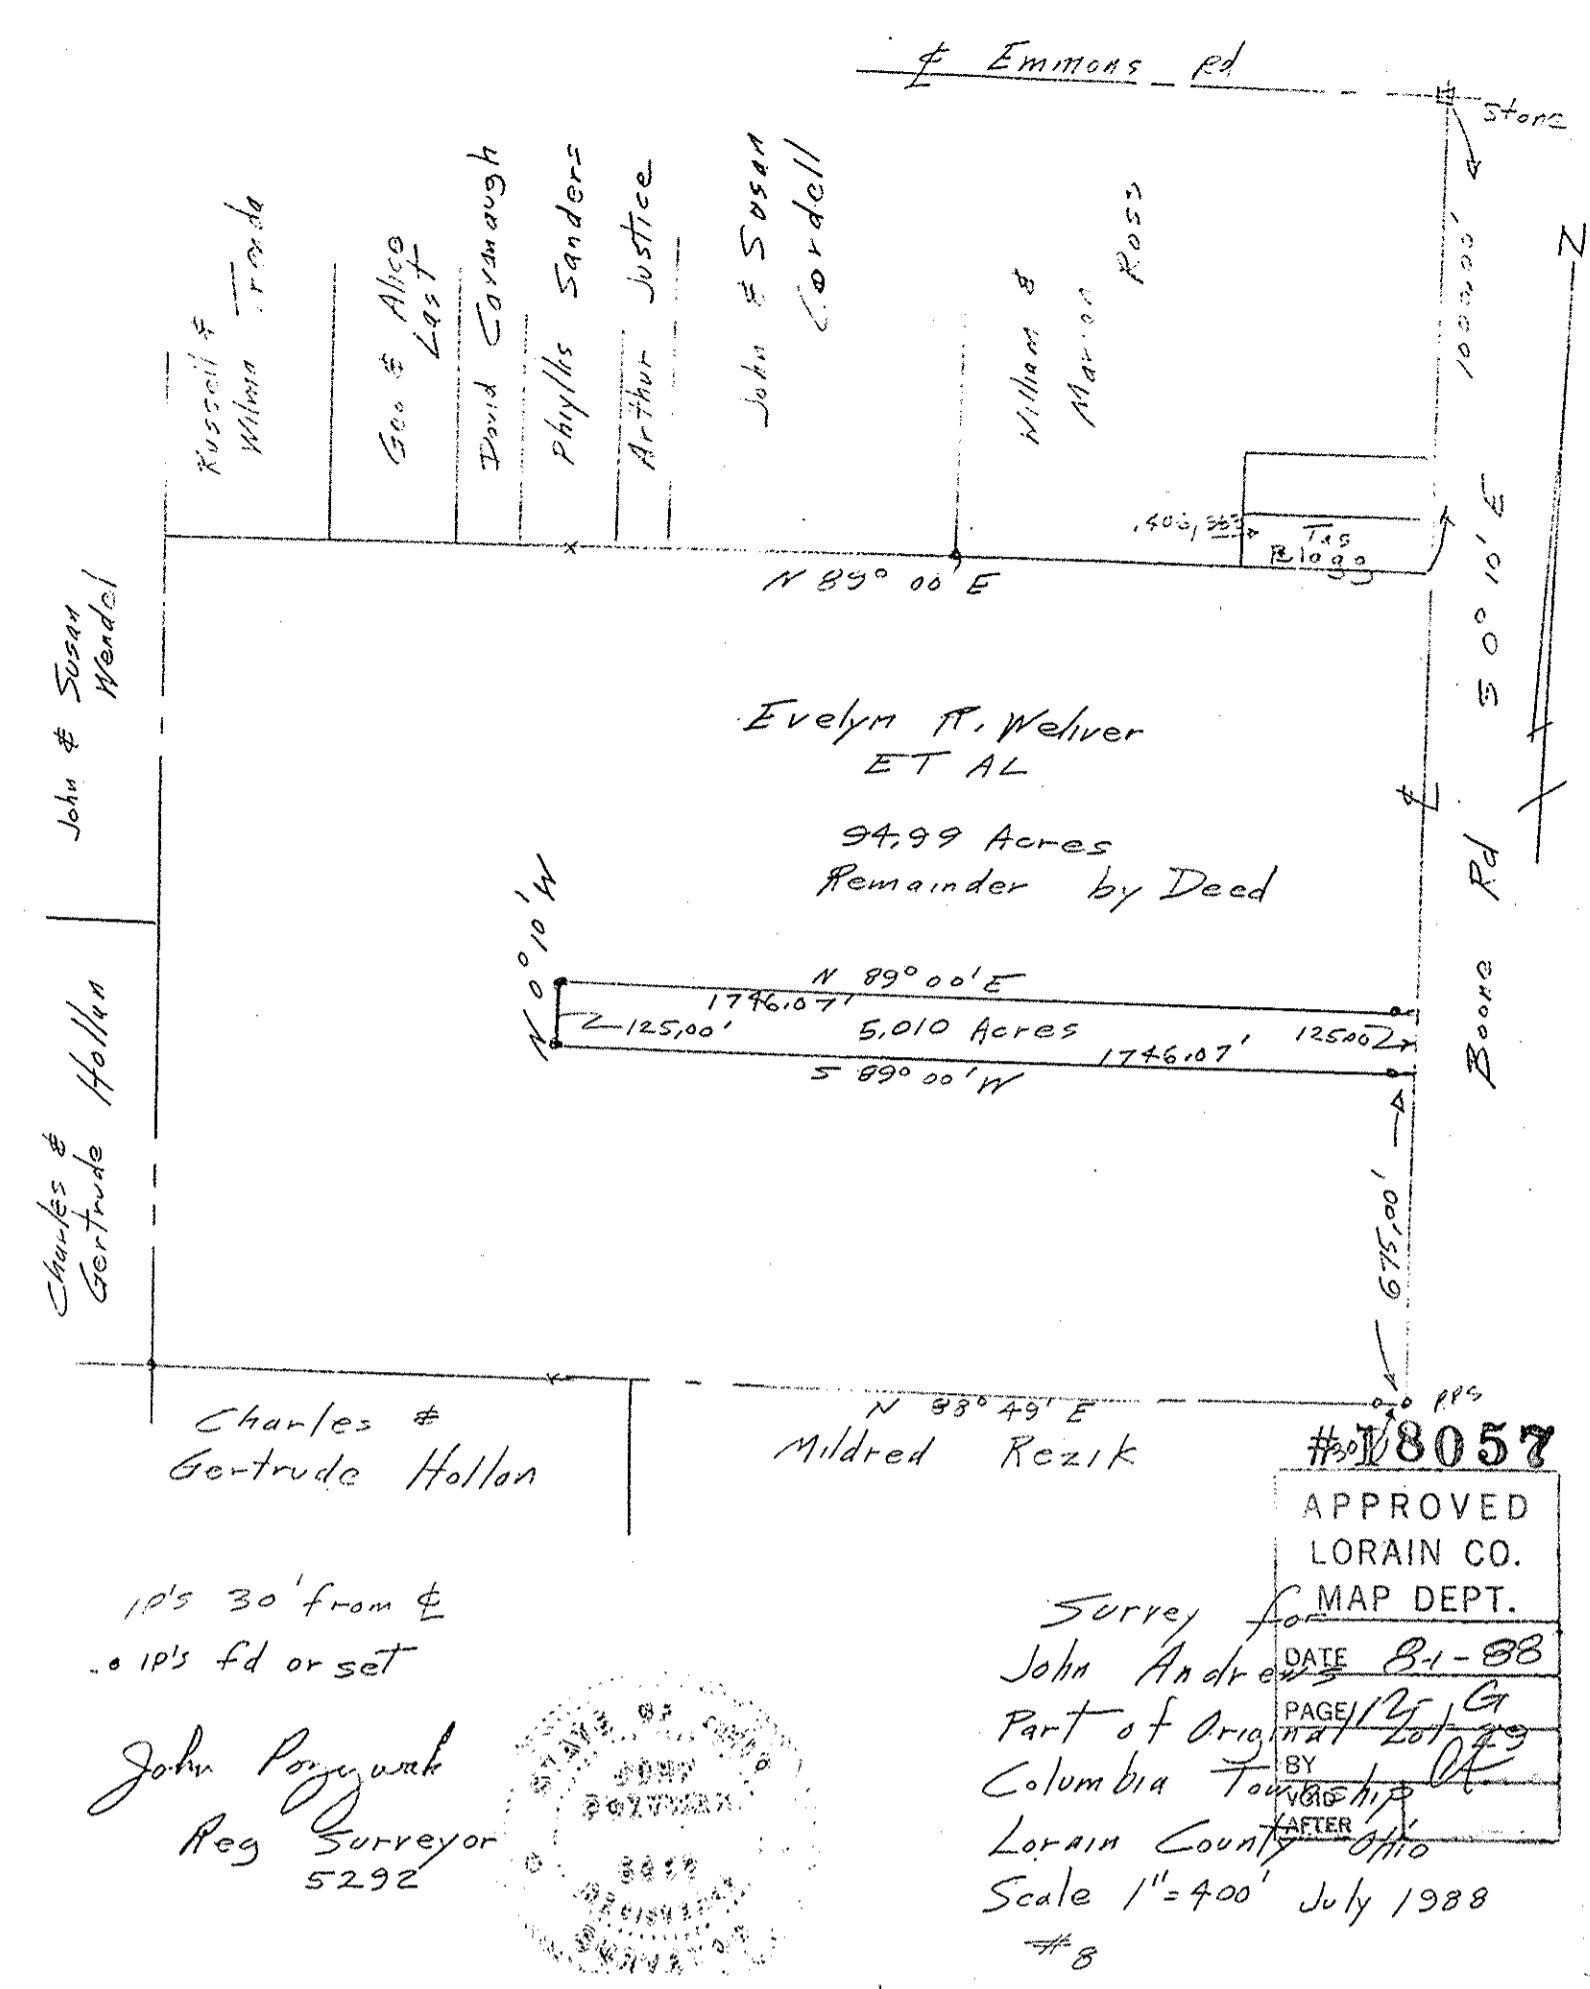 ℄ Emmons Rd
Stone
1000.00'
S 0° 10' E
N
Russell &
Wilma
Geo & Alice
Last
David Cavanaugh
Phyllis Sanders
Arthur Justice
John & Susan
Cordell
William &
Marion Ross
N 89° 00' E
John & Susan
Wendel
Evelyn R. Weliver
ET AL
94.99 Acres
Remainder by Deed
℄
Boone Rd
N 0° 10' W
N 89° 00' E
1746.07'
125.00'
5.010 Acres
125.00
1746.07'
S 89° 00' W
N 675.00'
Charles &
Gertrude Hollan
N 88° 49' E
Charles &
Gertrude Hollan
Mildred Rezik
#18057
APPROVED
LORAIN CO.
MAP DEPT.
DATE 8-1-88
PAGE 12-G
BY
VOID
AFTER
IP's 30' from ℄
IP's fd or set
John Pozywak
Reg Surveyor
5292
Survey for
John Andrews
Part of Original Lot 29
Columbia Township
Lorain County Ohio
Scale 1"=400' July 1988
#8